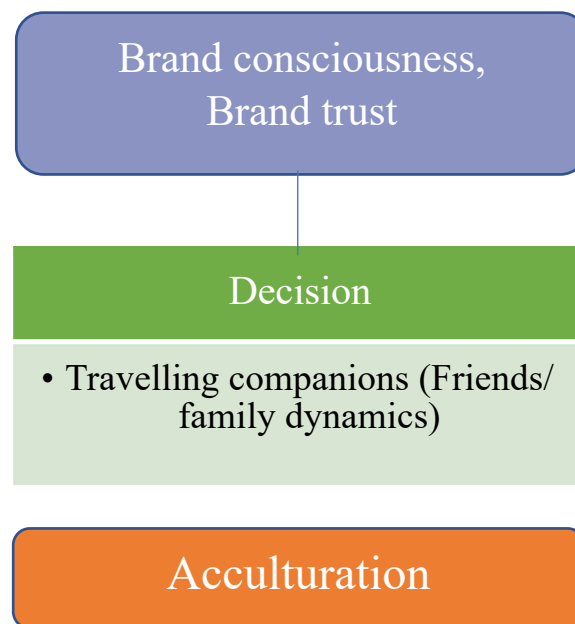 Brand consciousness,
Brand trust
Decision
• Travelling companions (Friends/
family dynamics)
Acculturation